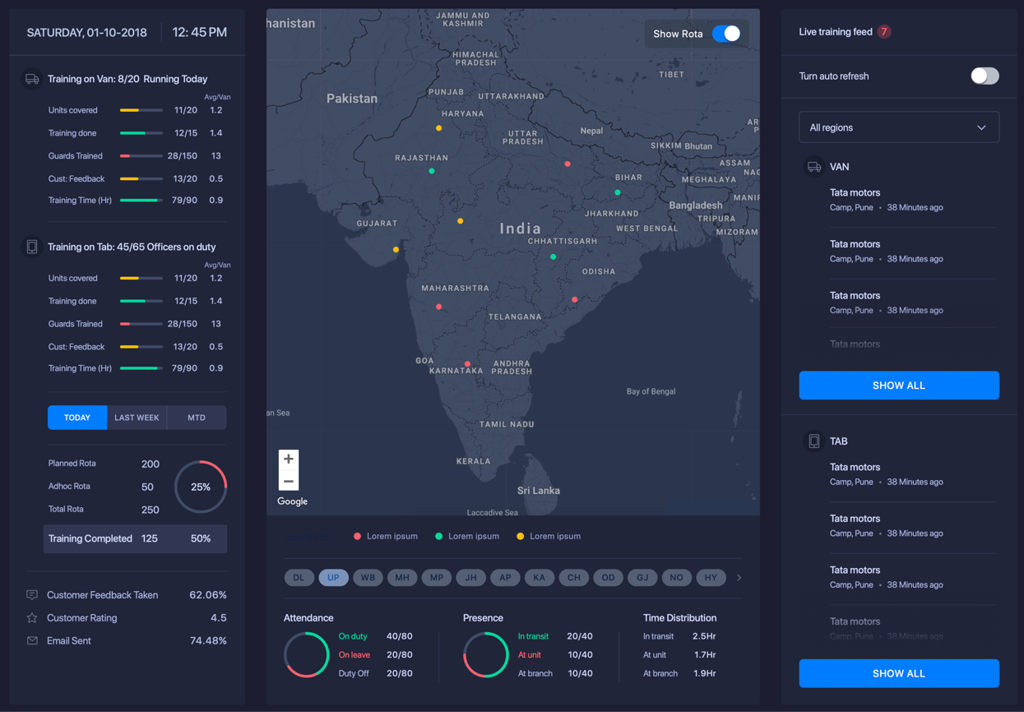 SATURDAY, 01-10-2018 12: 45 PM
Training on Van: 8/20 Running Today
Avg/Van
Units covered 11/20 1.2
Training done 12/15 1.4
Guards Trained 28/150 13
Cust: Feedback 13/20 0.5
Training Time (Hr) 79/90 0.9
Training on Tab: 45/65 Officers on duty
Avg/Van
Units covered 11/20 1.2
Training done 12/15 1.4
Guards Trained 28/150 13
Cust: Feedback 13/20 0.5
Training Time (Hr) 79/90 0.9
TODAY LAST WEEK MTD
Planned Rota 200
Adhoc Rota 50
Total Rota 250
25%
Training Completed 125 50%
Customer Feedback Taken 62.06%
Customer Rating 4.5
Email Sent 74.48%
hanistan
JAMMU AND
KASHMIR
Show Rota
HIMACHAL
PRADESH
TIBET
Pakistan
PUNJAB
UTTARAKHAND
HARYANA
AR
PR
UTTAR
PRADESH
Nepal
SIKKIM Bhutan
RAJASTHAN
ASSAM
NAG
BIHAR
MEGHALAYA
MANIP
Bangladesh
JHARKHAND
TRIPURA
GUJARAT
India
WEST BENGAL
MIZORAM
CHHATTISGARH
ODISHA
MAHARASHTRA
TELANGANA
GOA
KARNATAKA
ANDHRA
PRADESH
Bay of Bengal
an Sea
TAMIL NADU
KERALA
Sri Lanka
Laccadive Sea
+
−
Google
Lorem ipsum Lorem ipsum Lorem ipsum
DL UP WB MH MP JH AP KA CH OD GJ NO HY
Attendance
On duty 40/80
On leave 20/80
Duty Off 20/80
Presence
In transit 20/40
At unit 10/40
At branch 10/40
Time Distribution
In transit 2.5Hr
At unit 1.7Hr
At branch 1.9Hr
Live training feed 7
Turn auto refresh
All regions
VAN
Tata motors
Camp, Pune • 38 Minutes ago
Tata motors
Camp, Pune • 38 Minutes ago
Tata motors
Camp, Pune • 38 Minutes ago
Tata motors
SHOW ALL
TAB
Tata motors
Camp, Pune • 38 Minutes ago
Tata motors
Camp, Pune • 38 Minutes ago
Tata motors
Camp, Pune • 38 Minutes ago
Tata motors
Camp, Pune • 38 Minutes ago
SHOW ALL